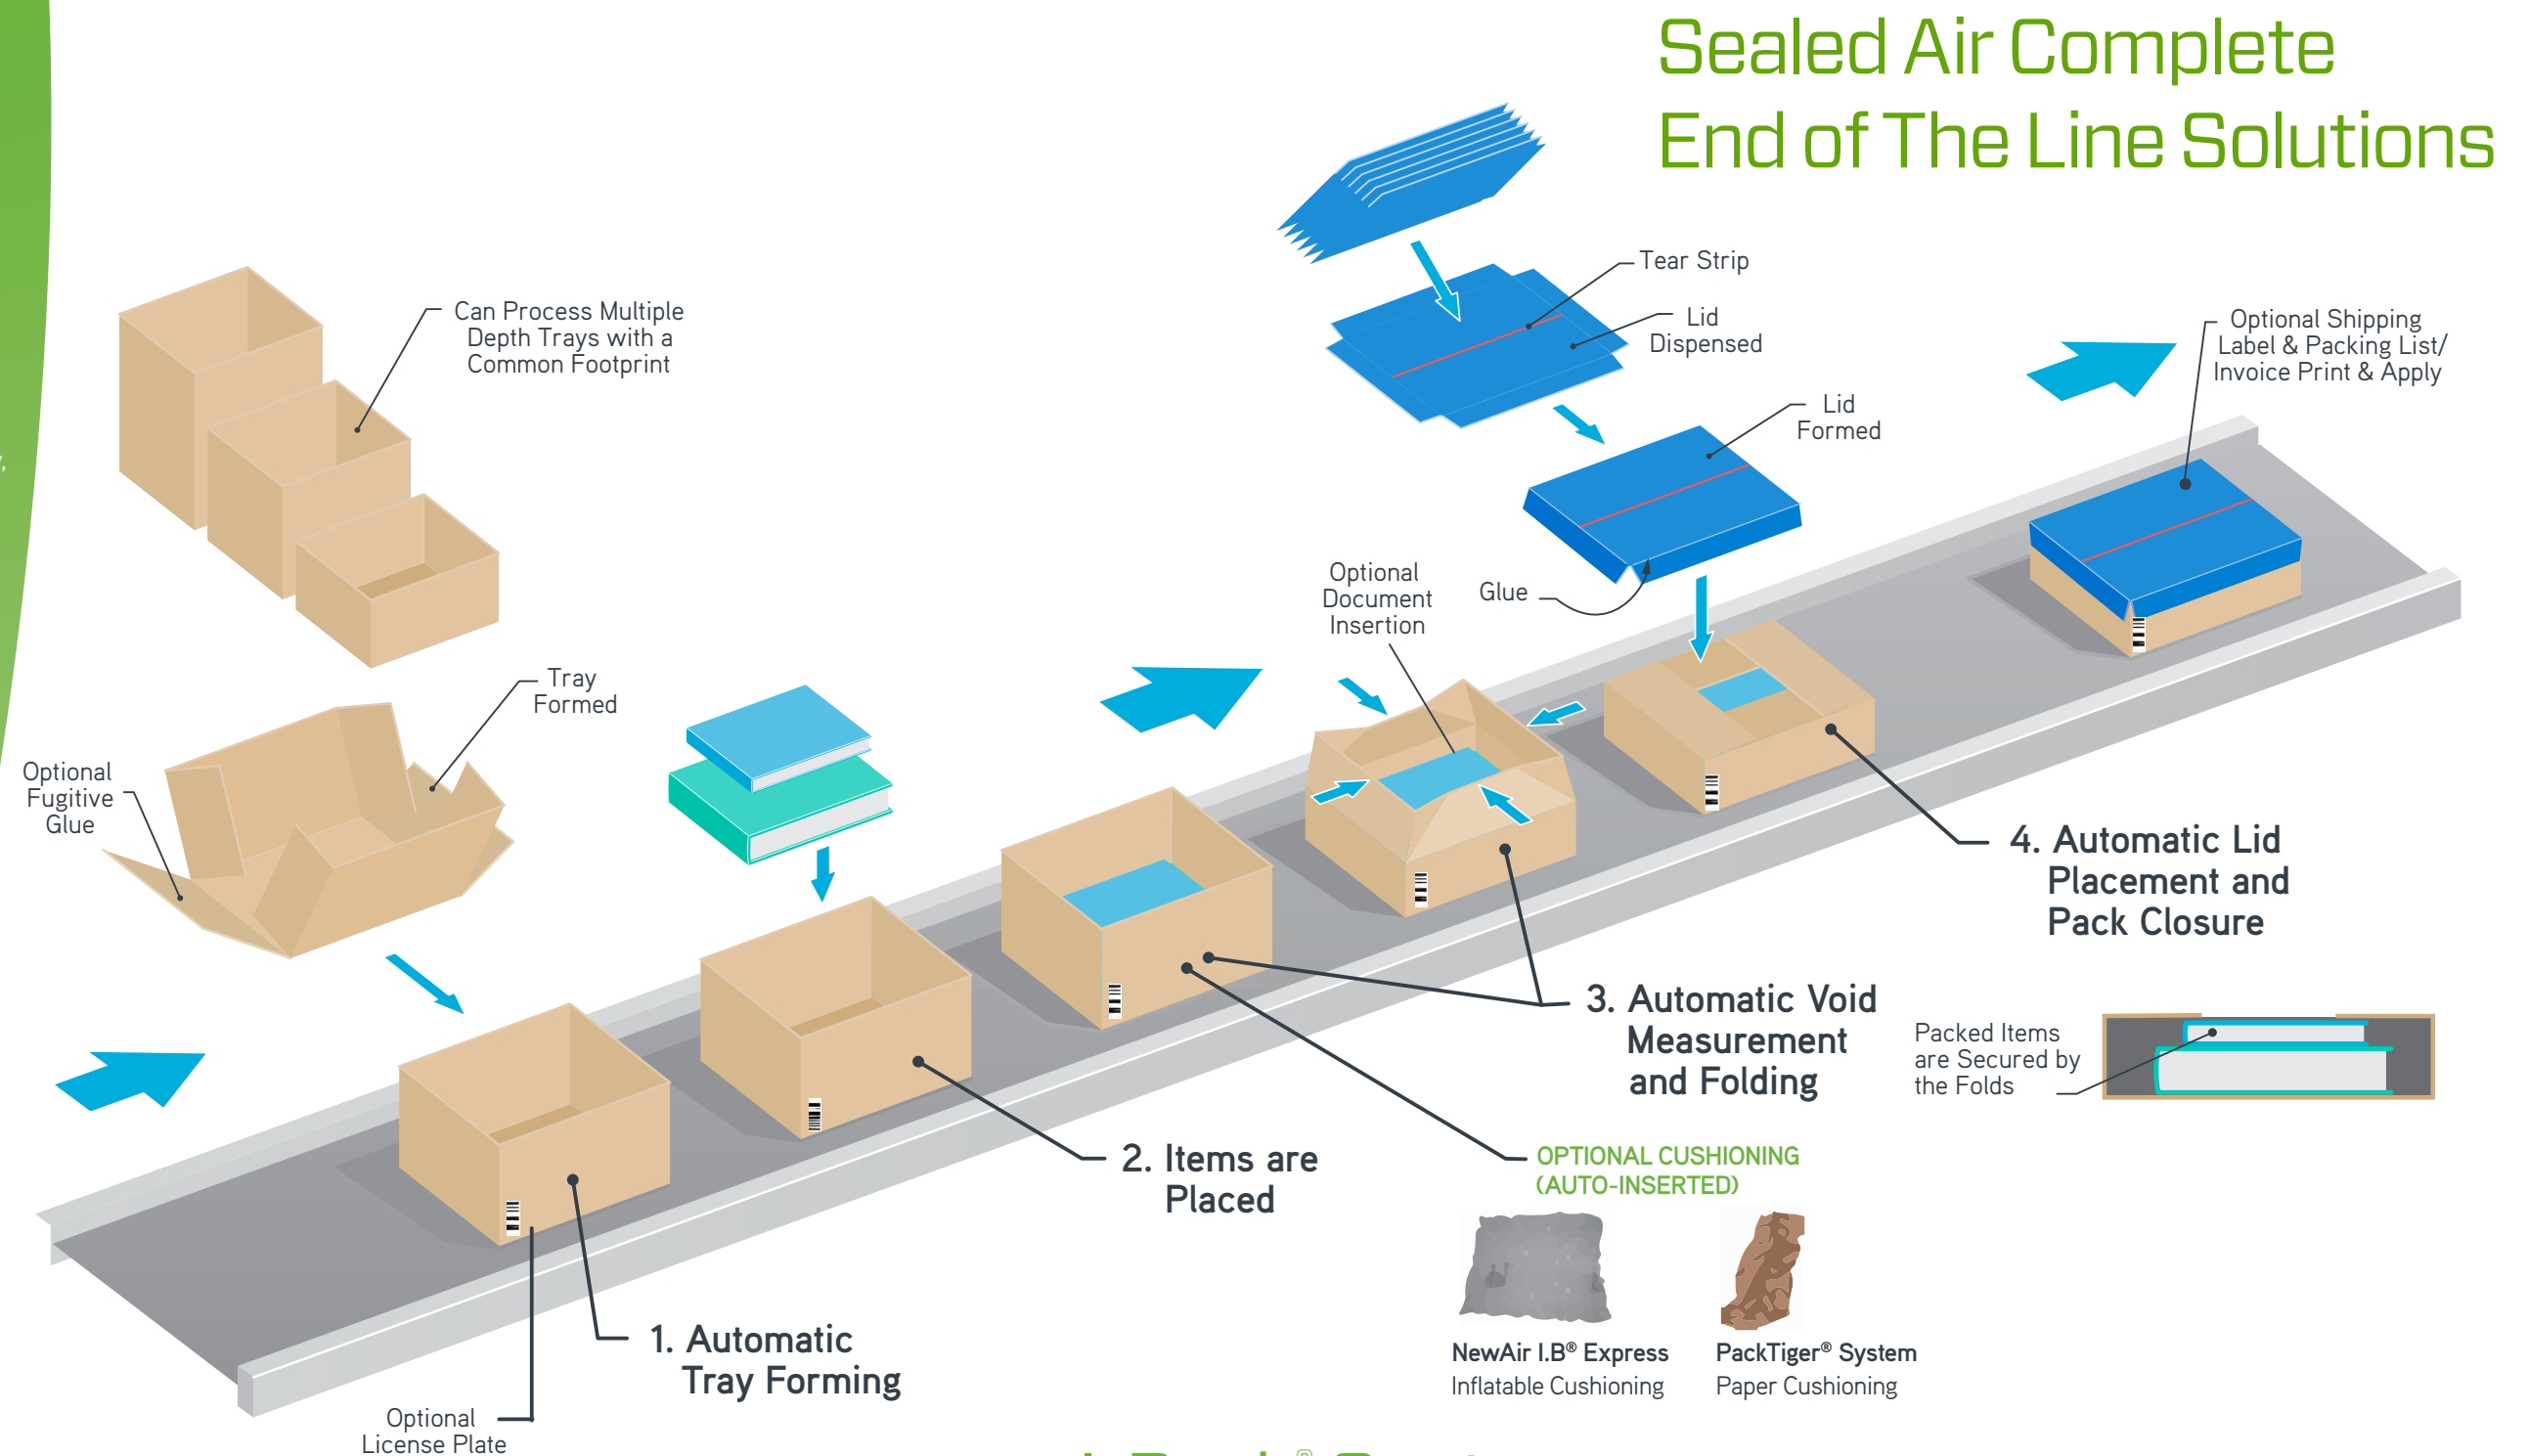 Sealed Air Complete
End of The Line Solutions
Can Process Multiple
Depth Trays with a
Common Footprint
Tear Strip
Lid
Dispensed
Lid
Formed
Optional Shipping
Label & Packing List/
Invoice Print & Apply
Optional
Document
Insertion
Glue
Tray
Formed
Optional
Fugitive
Glue
4. Automatic Lid
Placement and
Pack Closure
3. Automatic Void
Measurement
and Folding
Packed Items
are Secured by
the Folds
2. Items are
Placed
OPTIONAL CUSHIONING
(AUTO-INSERTED)
NewAir I.B® Express
Inflatable Cushioning
PackTiger® System
Paper Cushioning
1. Automatic
Tray Forming
Optional
License Plate